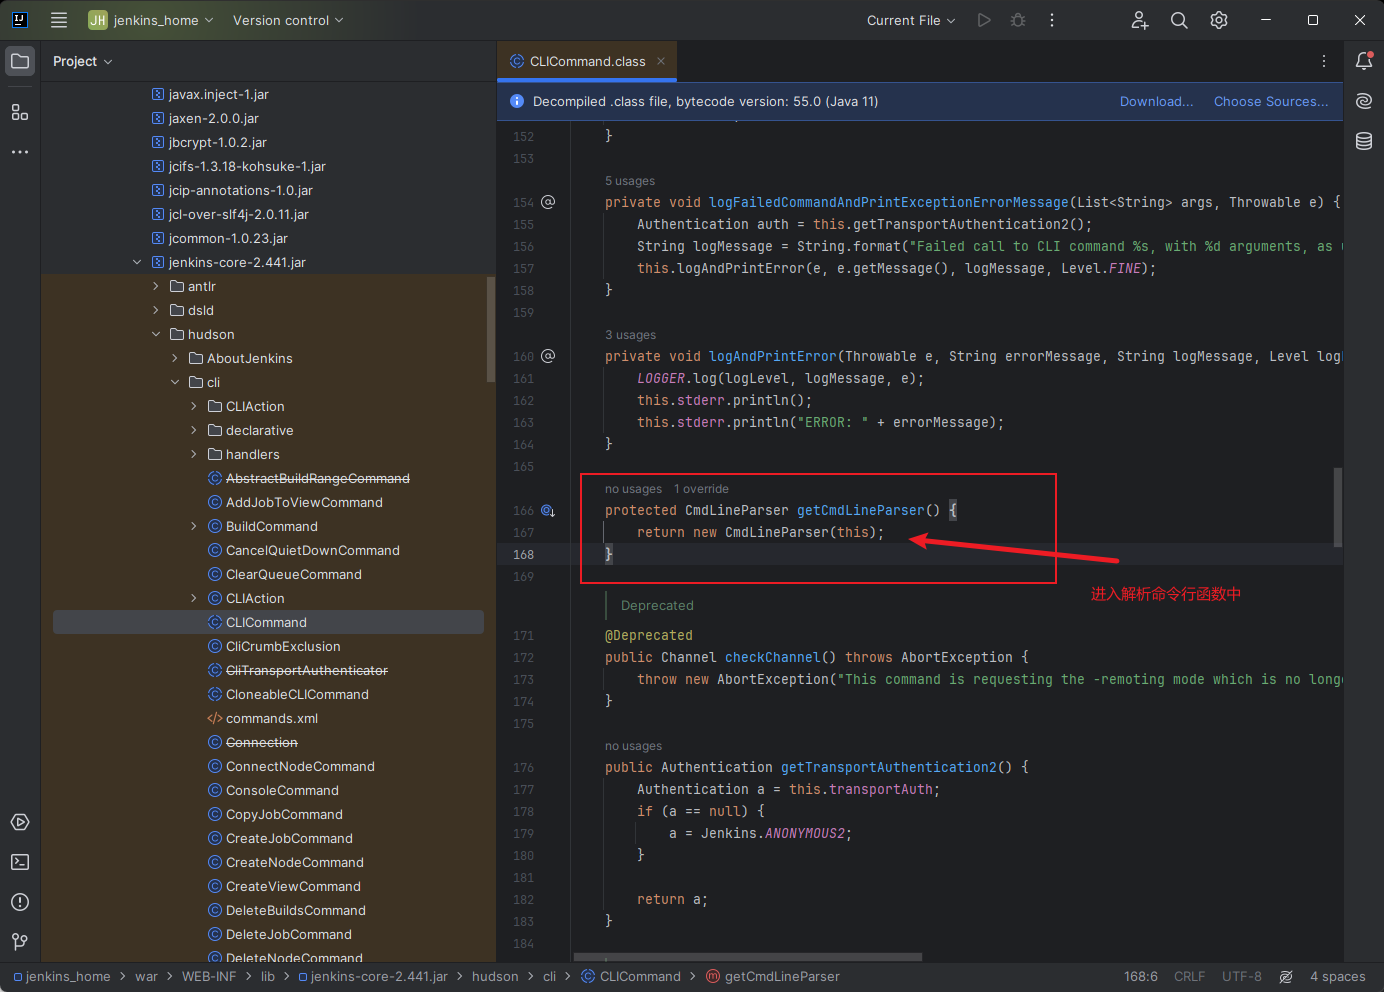 JH jenkins_home Version control Current File
Project
CLICommand.class
javax.inject-1.jar
jaxen-2.0.0.jar
jbcrypt-1.0.2.jar
jcifs-1.3.18-kohsuke-1.jar
jcip-annotations-1.0.jar
jcl-over-slf4j-2.0.11.jar
jcommon-1.0.23.jar
jenkins-core-2.441.jar
antlr
dsld
hudson
AboutJenkins
cli
CLIAction
declarative
handlers
AbstractBuildRangeCommand
AddJobToViewCommand
BuildCommand
CancelQuietDownCommand
ClearQueueCommand
CLIAction
CLICommand
CliCrumbExclusion
CliTransportAuthenticator
CloneableCLICommand
commands.xml
Connection
ConnectNodeCommand
ConsoleCommand
CopyJobCommand
CreateJobCommand
CreateNodeCommand
CreateViewCommand
DeleteBuildsCommand
DeleteJobCommand
DeleteNodeCommand
Decompiled .class file, bytecode version: 55.0 (Java 11) Download... Choose Sources...
152 }
153
5 usages
154 @ private void logFailedCommandAndPrintExceptionErrorMessage(List<String> args, Throwable e) {
155 Authentication auth = this.getTransportAuthentication2();
156 String logMessage = String.format("Failed call to CLI command %s, with %d arguments, as u
157 this.logAndPrintError(e, e.getMessage(), logMessage, Level.FINE);
158 }
159
3 usages
160 @ private void logAndPrintError(Throwable e, String errorMessage, String logMessage, Level logL
161 LOGGER.log(logLevel, logMessage, e);
162 this.stderr.println();
163 this.stderr.println("ERROR: " + errorMessage);
164 }
165
no usages 1 override
166 protected CmdLineParser getCmdLineParser() {
167 return new CmdLineParser(this);
168 }
169
进入解析命令行函数中
Deprecated
171 @Deprecated
172 public Channel checkChannel() throws AbortException {
173 throw new AbortException("This command is requesting the -remoting mode which is no longe
174 }
175
no usages
176 public Authentication getTransportAuthentication2() {
177 Authentication a = this.transportAuth;
178 if (a == null) {
179 a = Jenkins.ANONYMOUS2;
180 }
181
182 return a;
183 }
184
jenkins_home > war > WEB-INF > lib > jenkins-core-2.441.jar > hudson > cli > CLICommand > getCmdLineParser 168:6 CRLF UTF-8 4 spaces